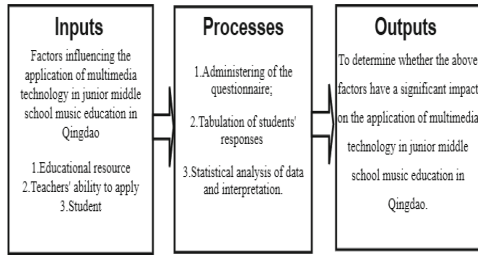 Inputs
Factors influencing the
application of multimedia
technology in junior middle
school music education in
Qingdao
1.Educational resource
2.Teachers' ability to apply
3.Student
Processes
1.Administering of the
questionnaire;
2.Tabulation of students'
responses
3.Statistical analysis of data
and interpretation.
Outputs
To determine whether the above
factors have a significant impact
on the application of multimedia
technology in junior middle
school music education in
Qingdao.